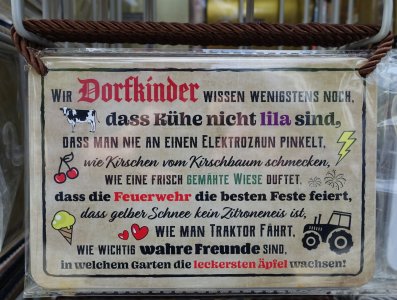 Wir Dorfkinder wissen wenigstens noch,
dass Kühe nicht lila sind,
dass man nie an einen Elektrozaun pinkelt,
wie Kirschen vom Kirschbaum schmecken,
wie eine frisch gemähte Wiese duftet,
dass die Feuerwehr die besten Feste feiert,
dass gelber Schnee kein Zitroneneis ist,
wie man Traktor fährt,
wie wichtig wahre Freunde sind,
in welchem Garten die leckersten Äpfel wachsen!